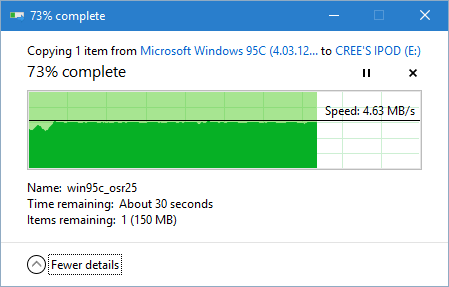 73% complete
Copying 1 item from Microsoft Windows 95C (4.03.12... to CREE'S IPOD (E:)
73% complete
Speed: 4.63 MB/s
Name: win95c_osr25
Time remaining: About 30 seconds
Items remaining: 1 (150 MB)
Fewer details